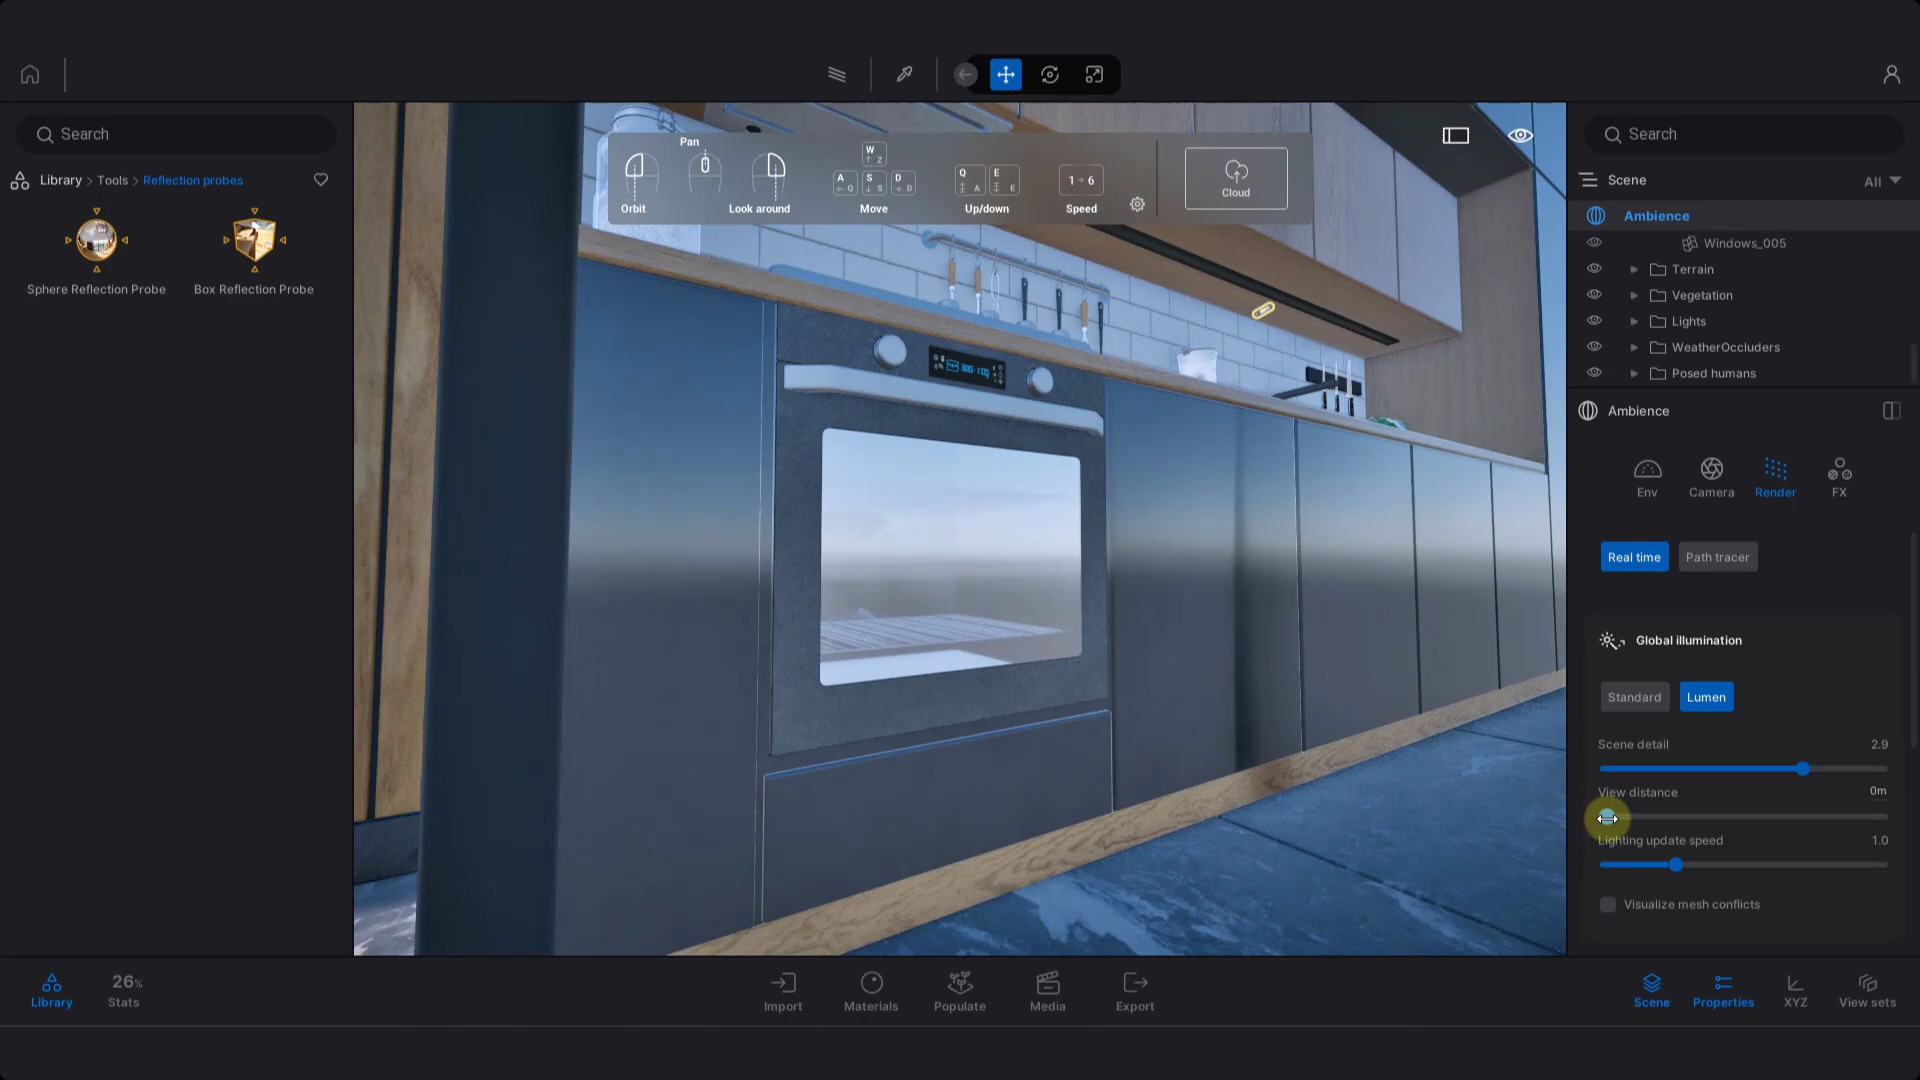 Search
Library > Tools > Reflection probes
Sphere Reflection Probe
Box Reflection Probe
Pan
Orbit
Look around
W
Z
A
Q
S
S
D
D
Move
Q
A
E
E
Up/down
1 6
Speed
Cloud
Search
Scene
All
Ambience
Windows_005
Terrain
Vegetation
Lights
WeatherOccluders
Posed humans
Ambience
Env
Camera
Render
FX
Real time
Path tracer
Global illumination
Standard
Lumen
Scene detail
2.9
View distance
0m
Lighting update speed
1.0
Visualize mesh conflicts
Library
26%
Stats
Import
Materials
Populate
Media
Export
Scene
Properties
XYZ
View sets